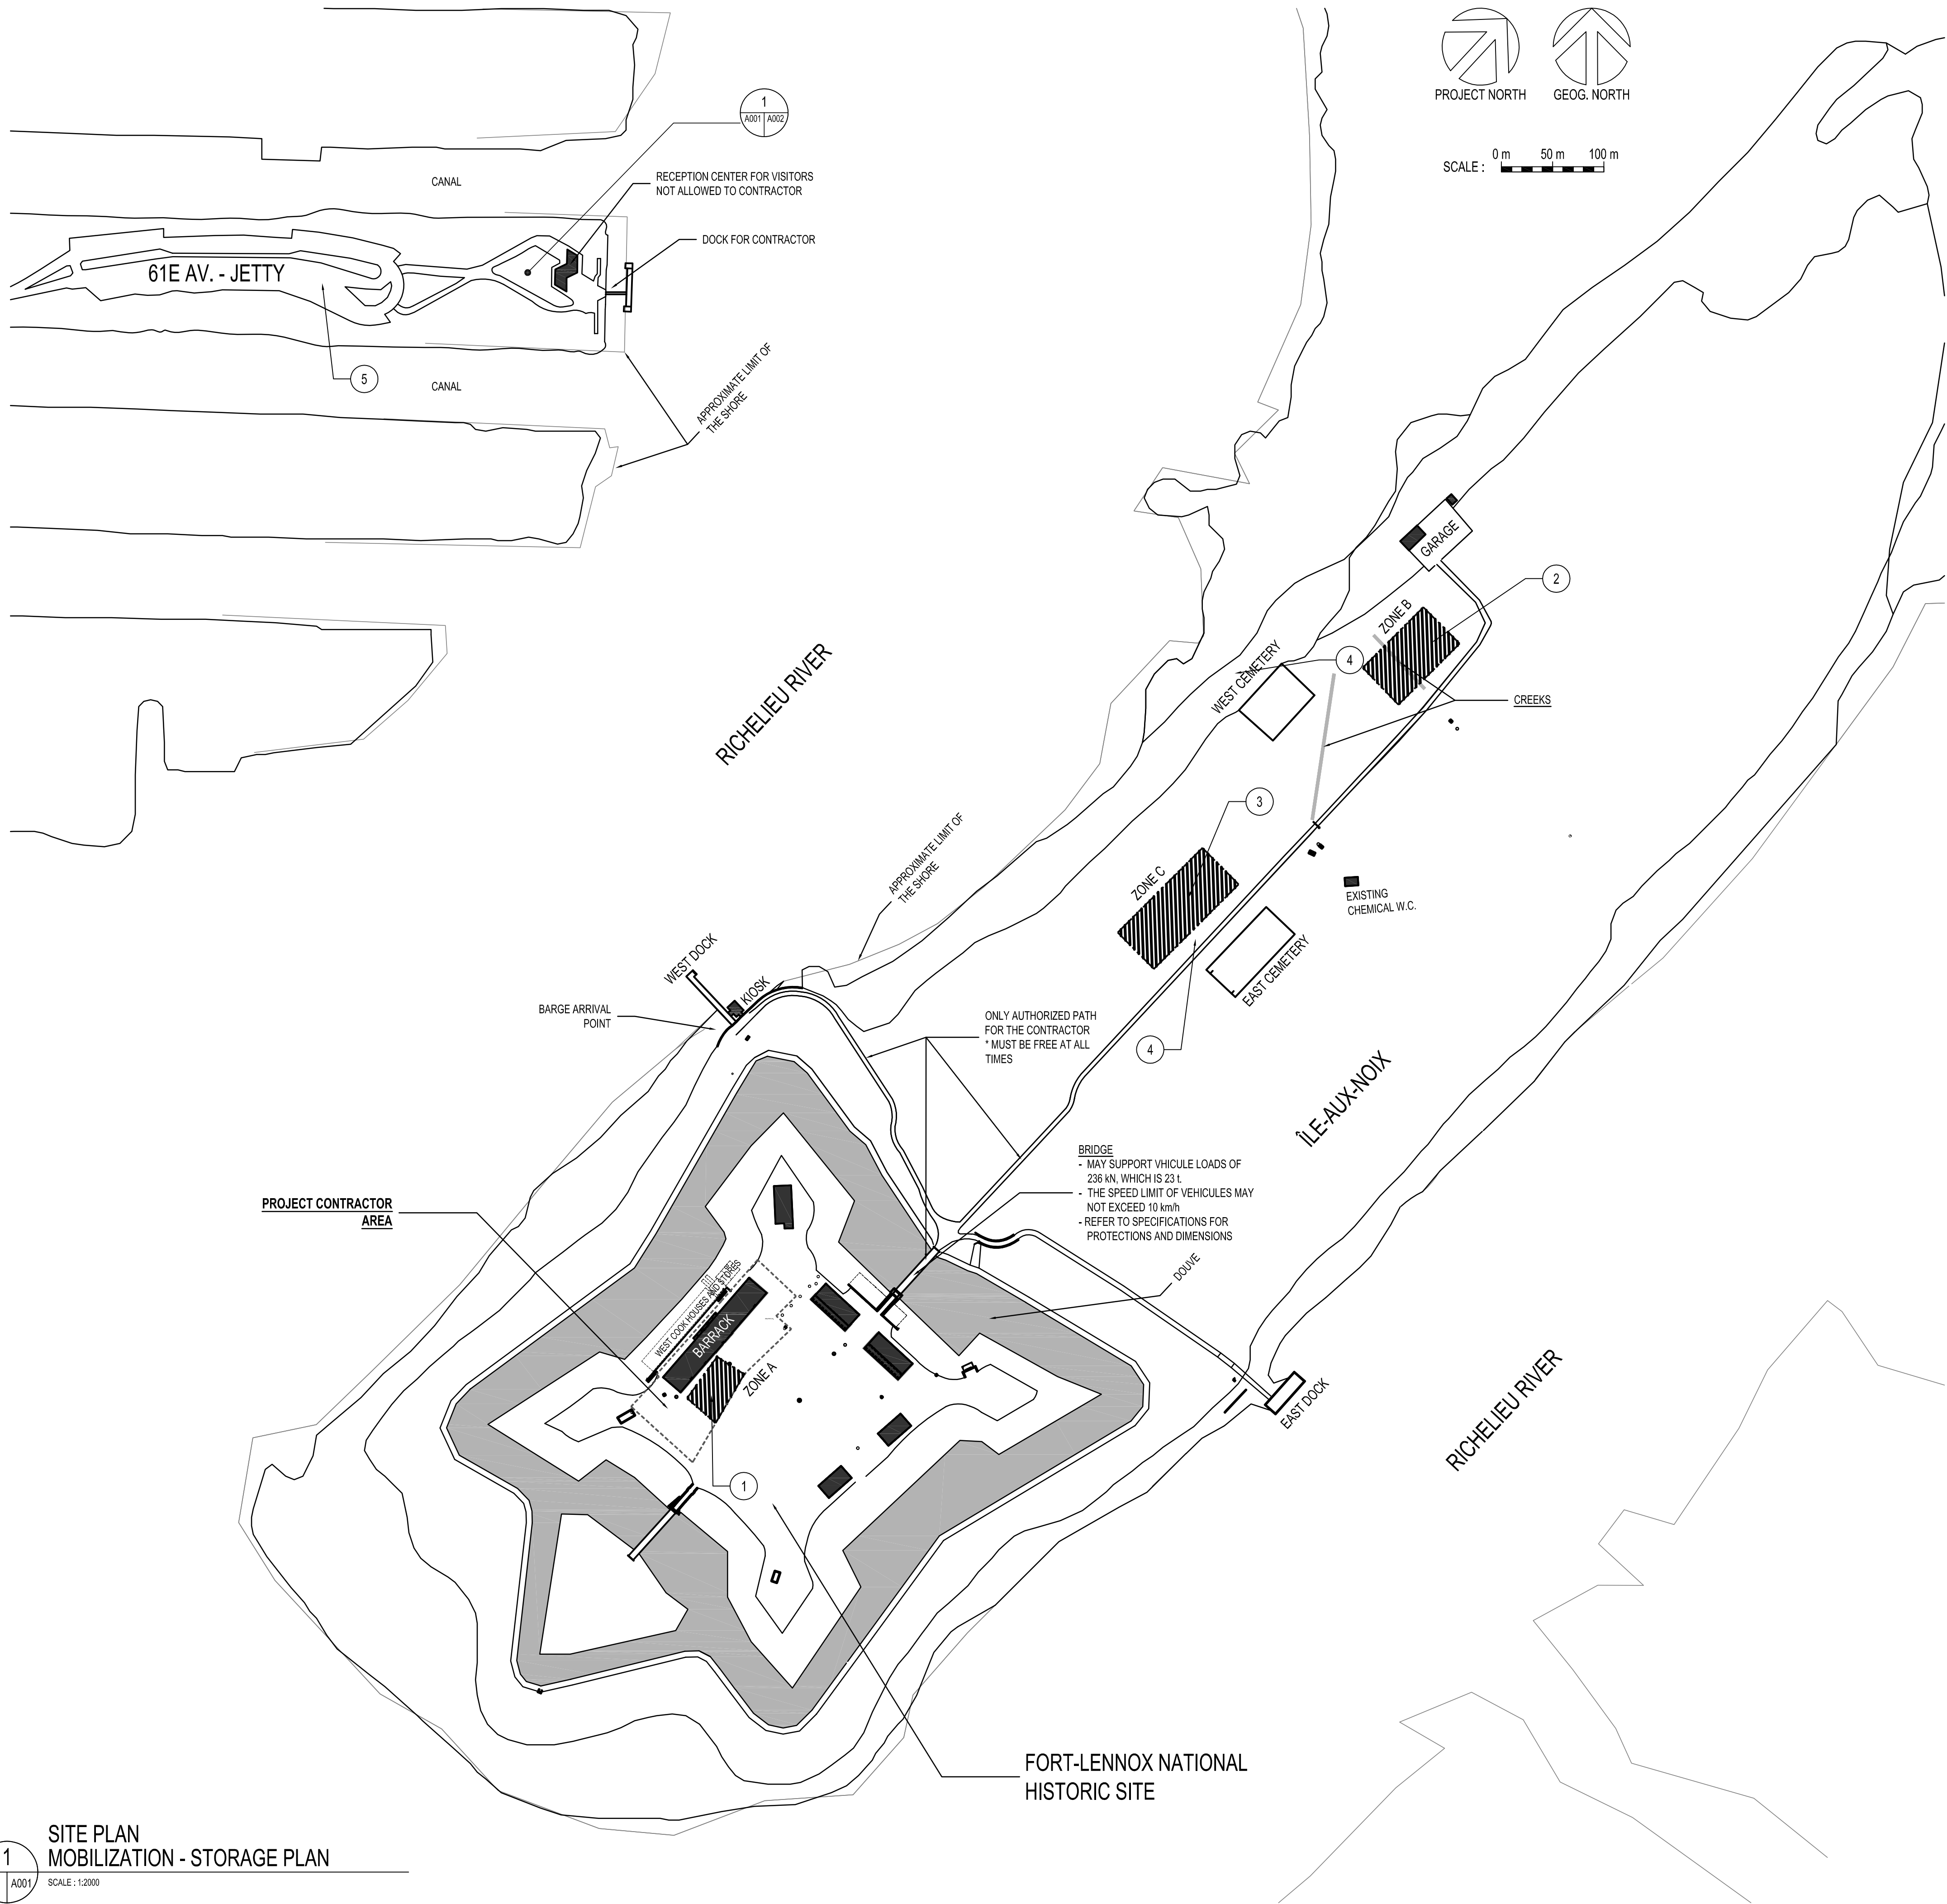 PROJECT NORTH
GEOG. NORTH
SCALE :
0 m
50 m
100 m
1
A001
A002
CANAL
RECEPTION CENTER FOR VISITORS
NOT ALLOWED TO CONTRACTOR
DOCK FOR CONTRACTOR
61E AV. - JETTY
5
CANAL
APPROXIMATE LIMIT OF
THE SHORE
GARAGE
2
ZONE B
4
WEST CEMETERY
CREEKS
RICHELIEU RIVER
3
ZONE C
APPROXIMATE LIMIT OF
THE SHORE
EXISTING
CHEMICAL W.C.
EAST CEMETERY
WEST DOCK
KIOSK
BARGE ARRIVAL
POINT
ONLY AUTHORIZED PATH
FOR THE CONTRACTOR
* MUST BE FREE AT ALL
TIMES
4
ÎLE-AUX-NOIX
BRIDGE
- MAY SUPPORT VHICULE LOADS OF
236 kN, WHICH IS 23 t.
- THE SPEED LIMIT OF VEHICULES MAY
NOT EXCEED 10 km/h
- REFER TO SPECIFICATIONS FOR
PROTECTIONS AND DIMENSIONS
PROJECT CONTRACTOR
AREA
DOUVE
WEST COOK HOUSES AND STORES
BARRACK
ZONE A
EAST DOCK
RICHELIEU RIVER
1
FORT-LENNOX NATIONAL
HISTORIC SITE
SITE PLAN
MOBILIZATION - STORAGE PLAN
1
A001
SCALE : 1:2000